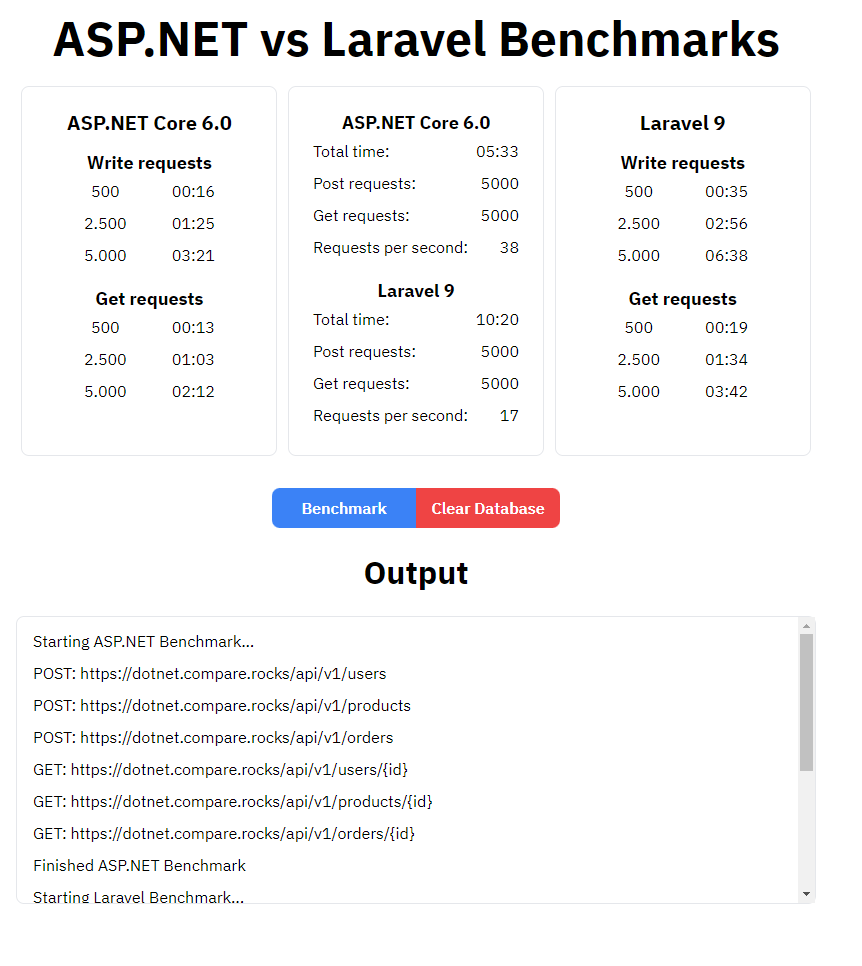 ASP.NET vs Laravel Benchmarks
ASP.NET Core 6.0
Write requests
500 00:16
2.500 01:25
5.000 03:21
Get requests
500 00:13
2.500 01:03
5.000 02:12
ASP.NET Core 6.0
Total time: 05:33
Post requests: 5000
Get requests: 5000
Requests per second: 38
Laravel 9
Total time: 10:20
Post requests: 5000
Get requests: 5000
Requests per second: 17
Laravel 9
Write requests
500 00:35
2.500 02:56
5.000 06:38
Get requests
500 00:19
2.500 01:34
5.000 03:42
Benchmark Clear Database
Output
Starting ASP.NET Benchmark...
POST: https://dotnet.compare.rocks/api/v1/users
POST: https://dotnet.compare.rocks/api/v1/products
POST: https://dotnet.compare.rocks/api/v1/orders
GET: https://dotnet.compare.rocks/api/v1/users/{id}
GET: https://dotnet.compare.rocks/api/v1/products/{id}
GET: https://dotnet.compare.rocks/api/v1/orders/{id}
Finished ASP.NET Benchmark
Starting Laravel Benchmark...